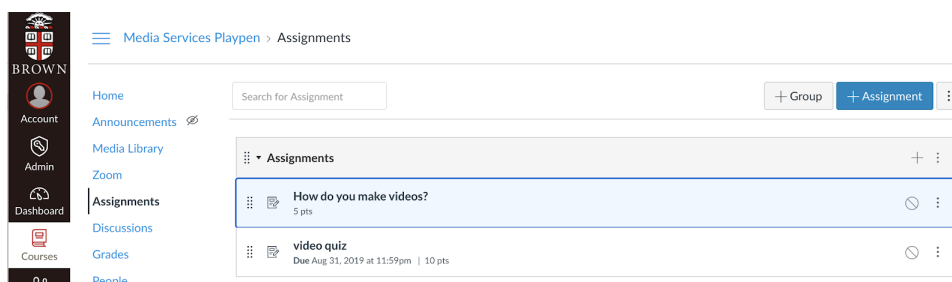 BROWN
Account
Admin
Dashboard
Courses
Media Services Playpen > Assignments
Home
Announcements
Media Library
Zoom
Assignments
Discussions
Grades
People
Search for Assignment
+ Group
+ Assignment
Assignments
How do you make videos?
5 pts
video quiz
Due Aug 31, 2019 at 11:59pm | 10 pts